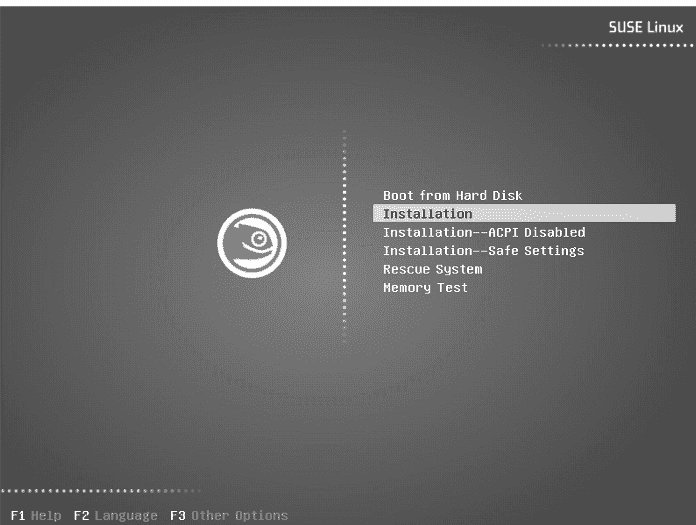 SUSE Linux
Boot from Hard Disk
Installation
Installation--ACPI Disabled
Installation--Safe Settings
Rescue System
Memory Test
F1 Help F2 Language F3 Other Options